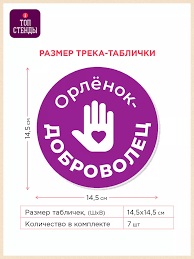 ТОП
СТЕНДЫ
РАЗМЕР ТРЕКА-ТАБЛИЧКИ
Орлёнок-
ДОБРОВОЛЕЦ
14,5 см
14,5 см
Размер табличек, (ШхВ) 14,5х14,5 см
Количество в комплекте 7 шт